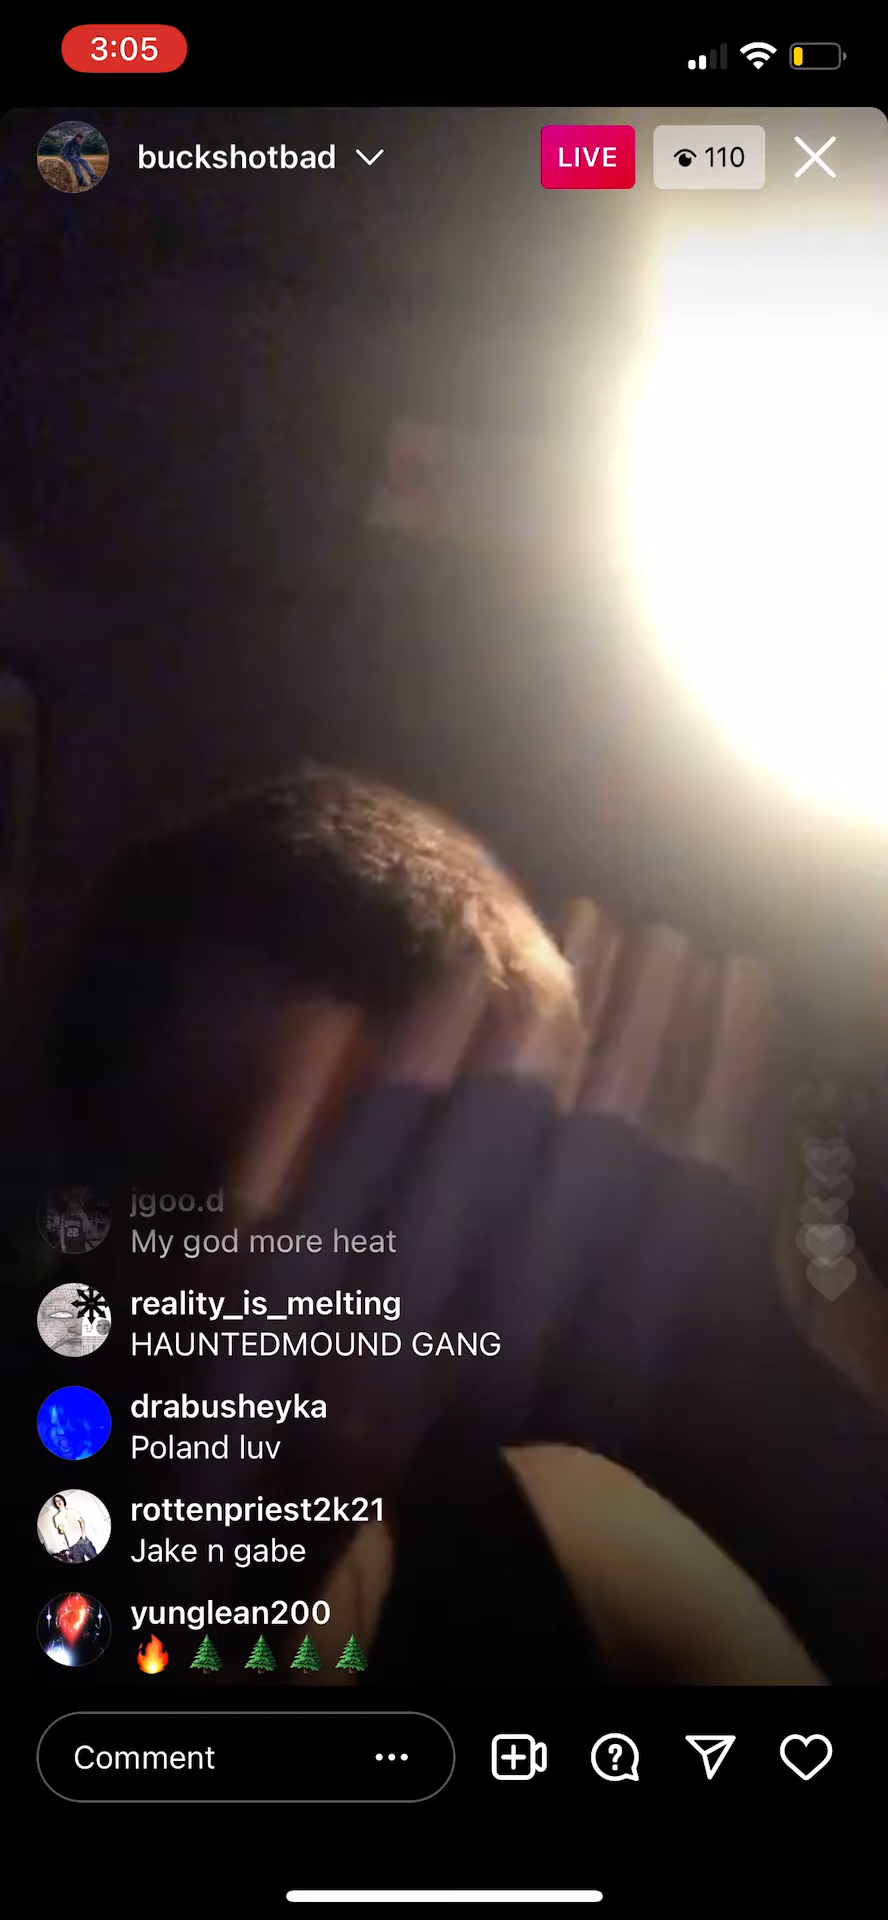 3:05
buckshotbad
LIVE
110
jgoo.d
My god more heat
reality_is_melting
HAUNTEDMOUND GANG
drabusheyka
Poland luv
rottenpriest2k21
Jake n gabe
yunglean200
🔥 🌲 🌲🌲🌲
Comment